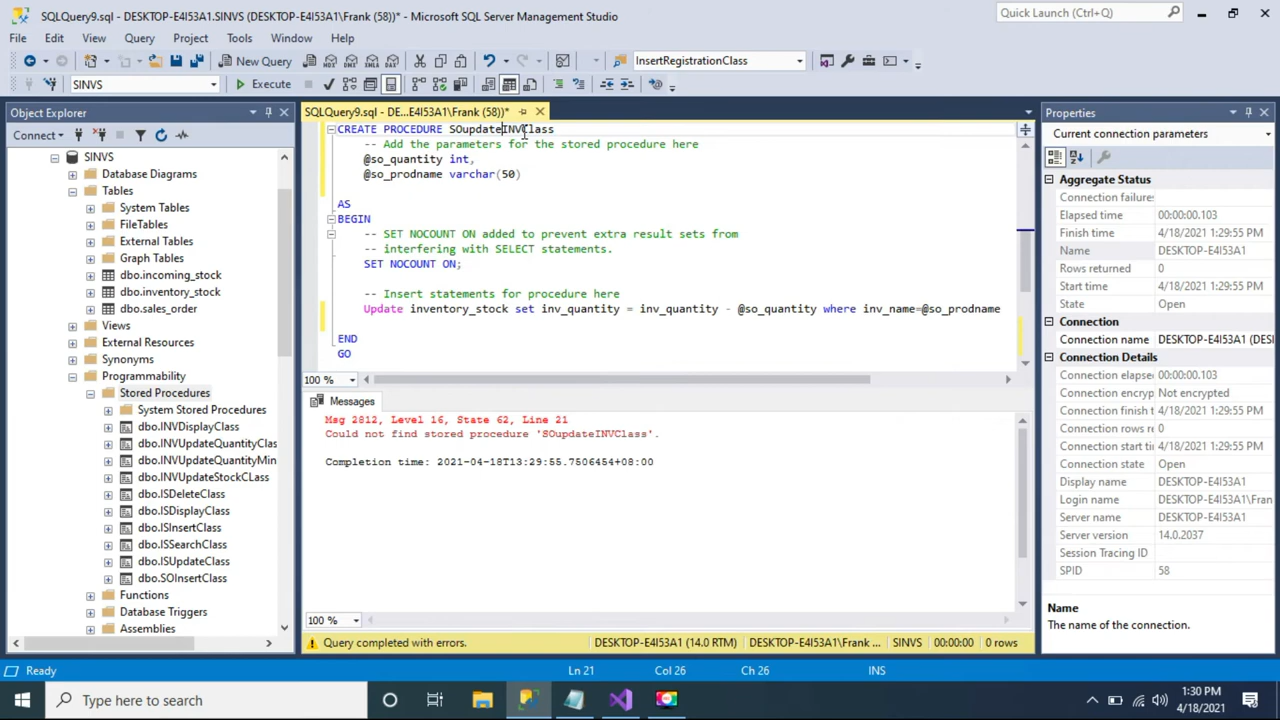 SQLQuery9.sql - DESKTOP-E4I53A1.SINVS (DESKTOP-E4I53A1\Frank (58))* - Microsoft SQL Server Management Studio
Quick Launch (Ctrl+Q)
File Edit View Query Project Tools Window Help
New Query InsertRegistrationClass
SINVS Execute
Object Explorer
Connect
SINVS
Database Diagrams
Tables
System Tables
FileTables
External Tables
Graph Tables
dbo.incoming_stock
dbo.inventory_stock
dbo.sales_order
Views
External Resources
Synonyms
Programmability
Stored Procedures
System Stored Procedures
dbo.INVDisplayClass
dbo.INVUpdateQuantityClas
dbo.INVUpdateQuantityMin
dbo.INVUpdateStockCLass
dbo.ISDeleteClass
dbo.ISDisplayClass
dbo.ISInsertClass
dbo.ISSearchClass
dbo.ISUpdateClass
dbo.SOInsertClass
Functions
Database Triggers
Assemblies
SQLQuery9.sql - DE...E4I53A1\Frank (58))*
CREATE PROCEDURE SOupdateINVClass
-- Add the parameters for the stored procedure here
@so_quantity int,
@so_prodname varchar(50)
AS
BEGIN
-- SET NOCOUNT ON added to prevent extra result sets from
-- interfering with SELECT statements.
SET NOCOUNT ON;
-- Insert statements for procedure here
Update inventory_stock set inv_quantity = inv_quantity - @so_quantity where inv_name=@so_prodname
END
GO
100 %
Messages
Msg 2812, Level 16, State 62, Line 21
Could not find stored procedure 'SOupdateINVClass'.
Completion time: 2021-04-18T13:29:55.7506454+08:00
100 %
Query completed with errors. DESKTOP-E4I53A1 (14.0 RTM) DESKTOP-E4I53A1\Frank ... SINVS 00:00:00 0 rows
Properties
Current connection parameters
Aggregate Status
Connection failures
Elapsed time 00:00:00.103
Finish time 4/18/2021 1:29:55 PM
Name DESKTOP-E4I53A1
Rows returned 0
Start time 4/18/2021 1:29:55 PM
State Open
Connection
Connection name DESKTOP-E4I53A1 (DES
Connection Details
Connection elapse 00:00:00.103
Connection encryp Not encrypted
Connection finish t 4/18/2021 1:29:55 PM
Connection rows re 0
Connection start ti 4/18/2021 1:29:55 PM
Connection state Open
Display name DESKTOP-E4I53A1
Login name DESKTOP-E4I53A1\Fran
Server name DESKTOP-E4I53A1
Server version 14.0.2037
Session Tracing ID
SPID 58
Name
The name of the connection.
Ready Ln 21 Col 26 Ch 26 INS
Type here to search
1:30 PM
4/18/2021